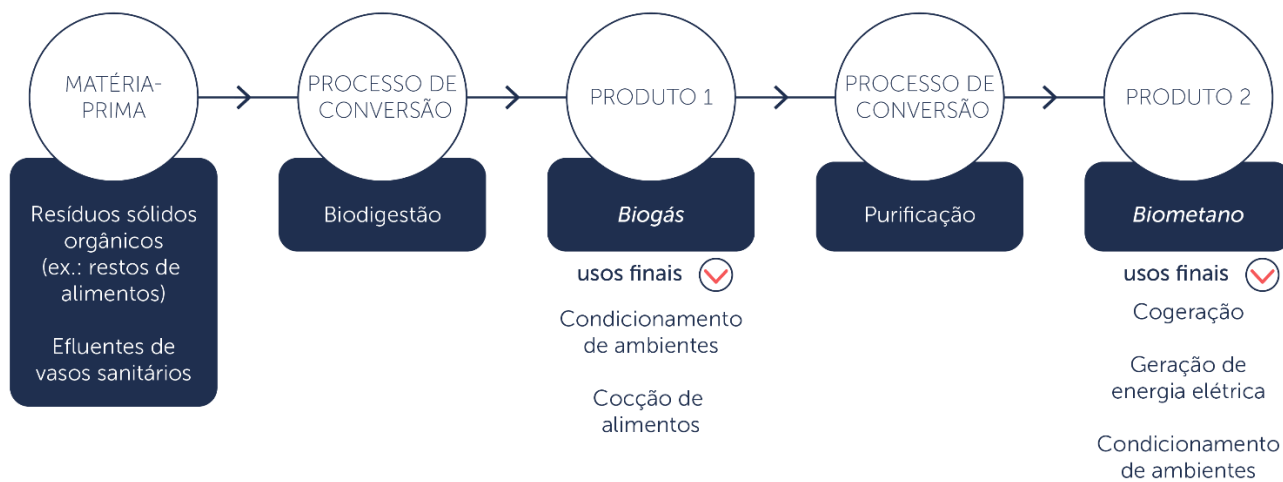 MATÉRIA-
PRIMA
Resíduos sólidos
orgânicos
(ex.: restos de
alimentos)
Efluentes de
vasos sanitários
PROCESSO DE
CONVERSÃO
Biodigestão
PRODUTO 1
Biogás
usos finais
Condicionamento
de ambientes
Cocção de
alimentos
PROCESSO DE
CONVERSÃO
Purificação
PRODUTO 2
Biometano
usos finais
Cogeração
Geração de
energia elétrica
Condicionamento
de ambientes